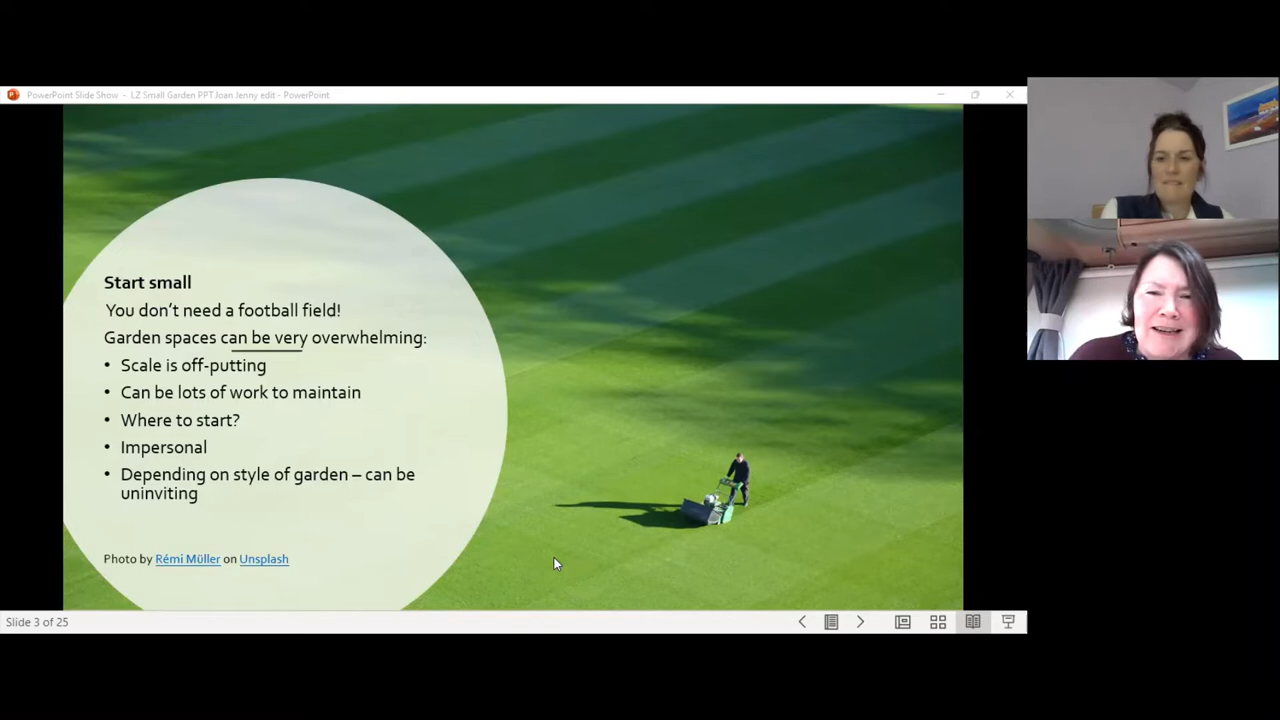 PowerPoint Slide Show - LZ Small Garden PPT Joan Jenny edit - PowerPoint
Start small
You don't need a football field!
Garden spaces can be very overwhelming:
• Scale is off-putting
• Can be lots of work to maintain
• Where to start?
• Impersonal
• Depending on style of garden – can be
uninviting
Photo by Rémi Müller on Unsplash
Slide 3 of 25